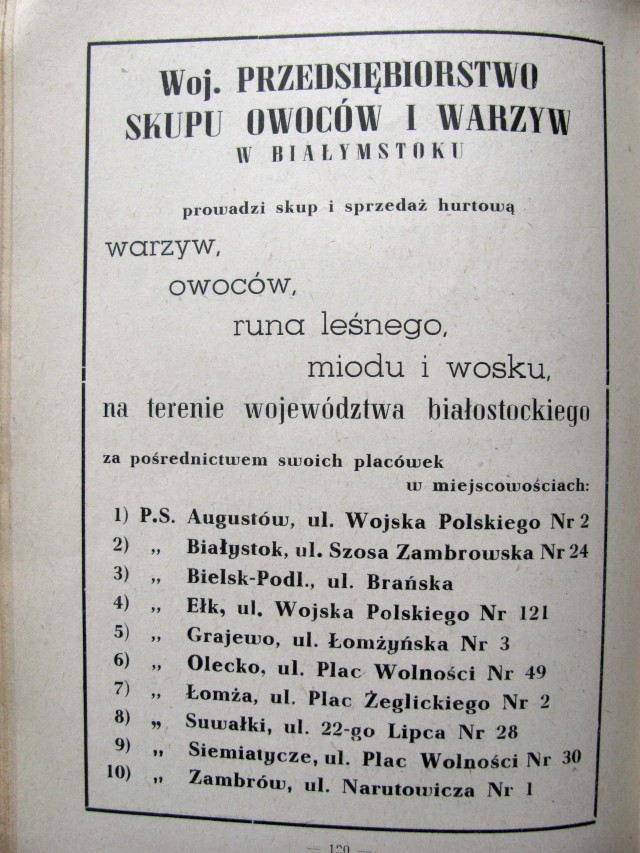 Woj. PRZEDSIĘBIORSTWO
SKUPU OWOCÓW I WARZYW
W BIAŁYMSTOKU
prowadzi skup i sprzedaż hurtową
warzyw,
owoców,
runa leśnego,
miodu i wosku,
na terenie województwa białostockiego
za pośrednictwem swoich placówek
w miejscowościach:
1) P.S. Augustów, ul. Wojska Polskiego Nr 2
2) „ Białystok, ul. Szosa Zambrowska Nr 24
3) „ Bielsk-Podl., ul. Brańska
4) „ Ełk, ul. Wojska Polskiego Nr 121
5) „ Grajewo, ul. Łomżyńska Nr 3
6) „ Olecko, ul. Plac Wolności Nr 49
7) „ Łomża, ul. Plac Żeglickiego Nr 2
8) „ Suwałki, ul. 22-go Lipca Nr 28
9) „ Siemiatycze, ul. Plac Wolności Nr 30
10) „ Zambrów, ul. Narutowicza Nr 1